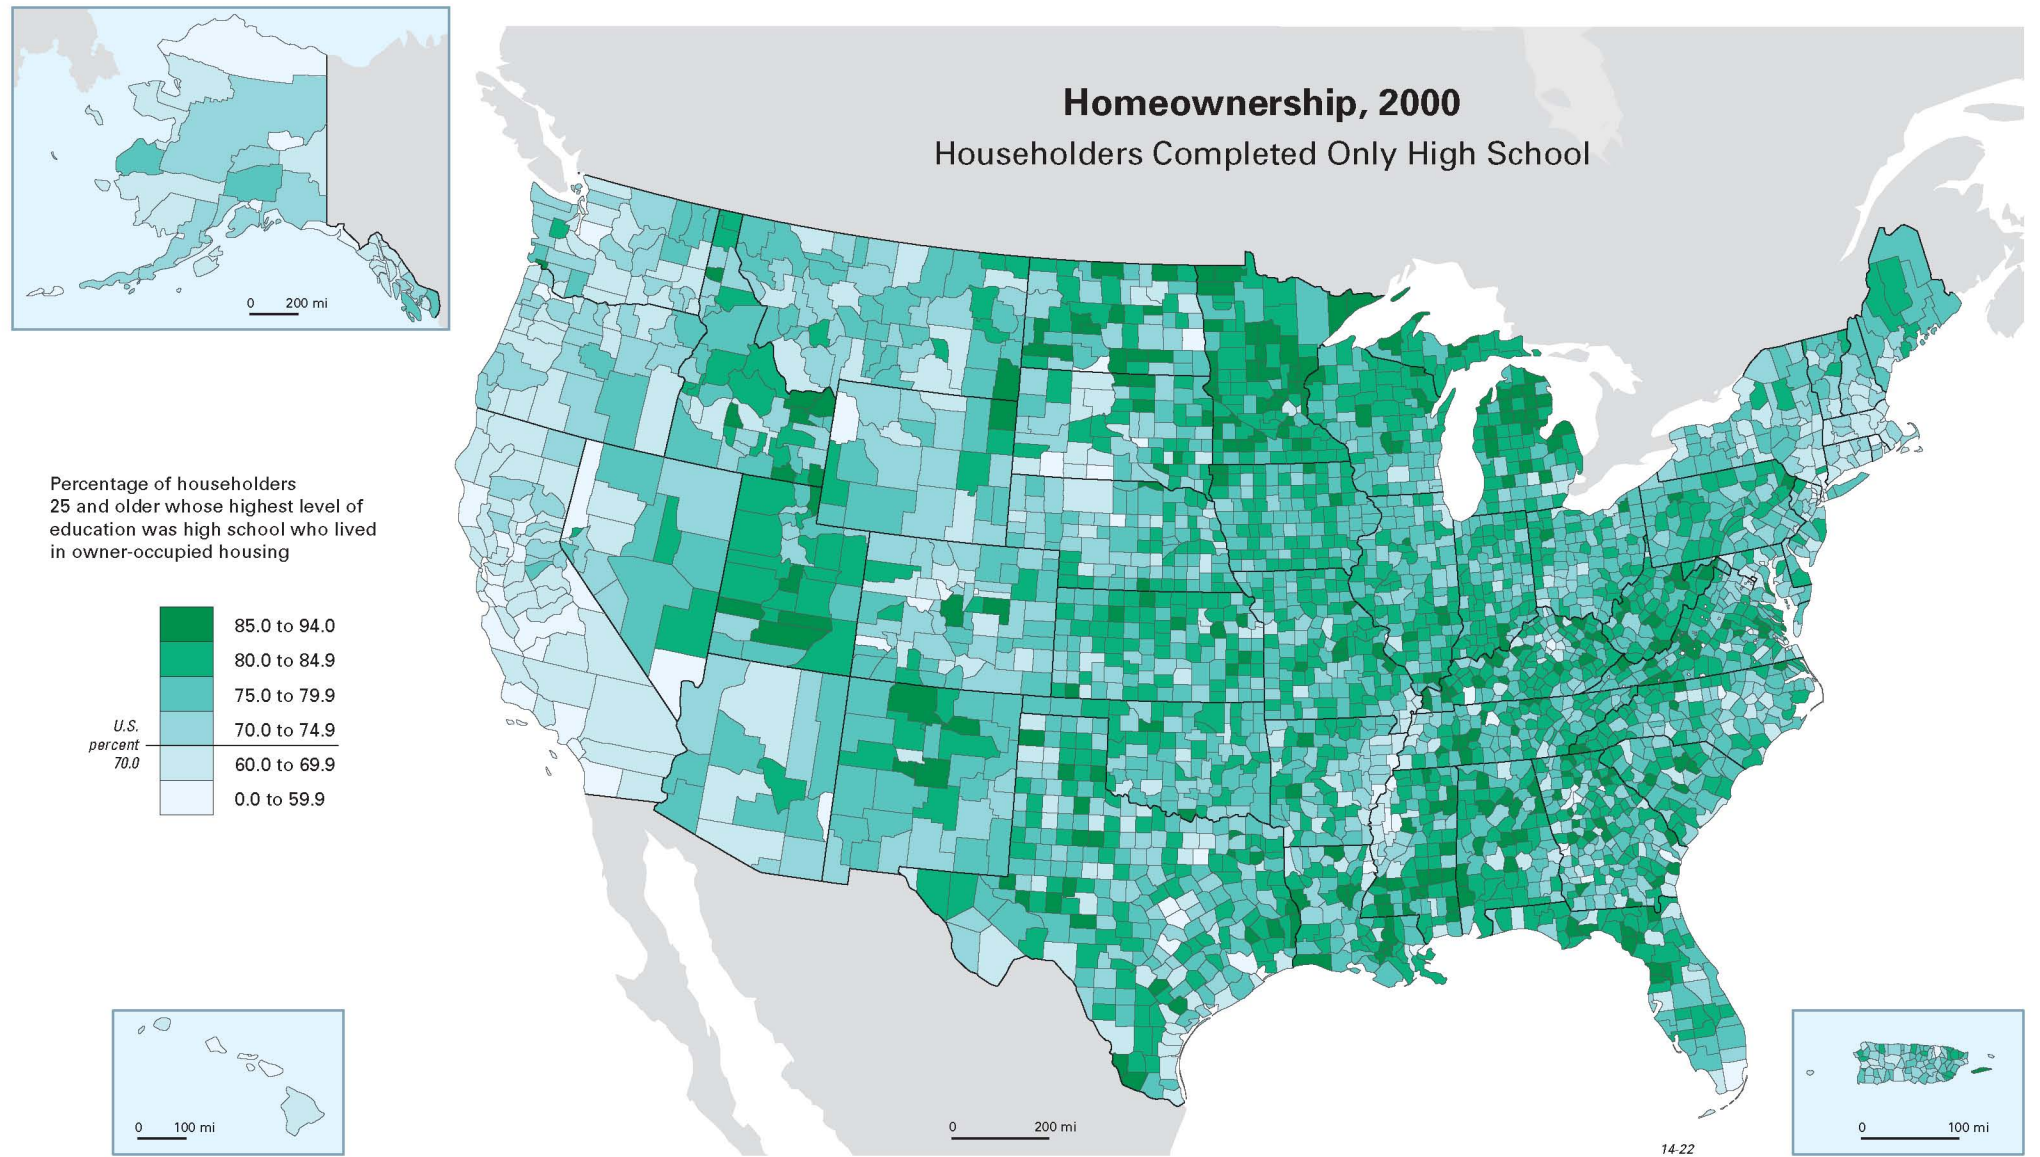 Homeownership, 2000
Householders Completed Only High School
0 200 mi
Percentage of householders
25 and older whose highest level of
education was high school who lived
in owner-occupied housing
85.0 to 94.0
80.0 to 84.9
75.0 to 79.9
70.0 to 74.9
60.0 to 69.9
0.0 to 59.9
U.S.
percent
70.0
0 100 mi
0 200 mi
0 100 mi
14-22